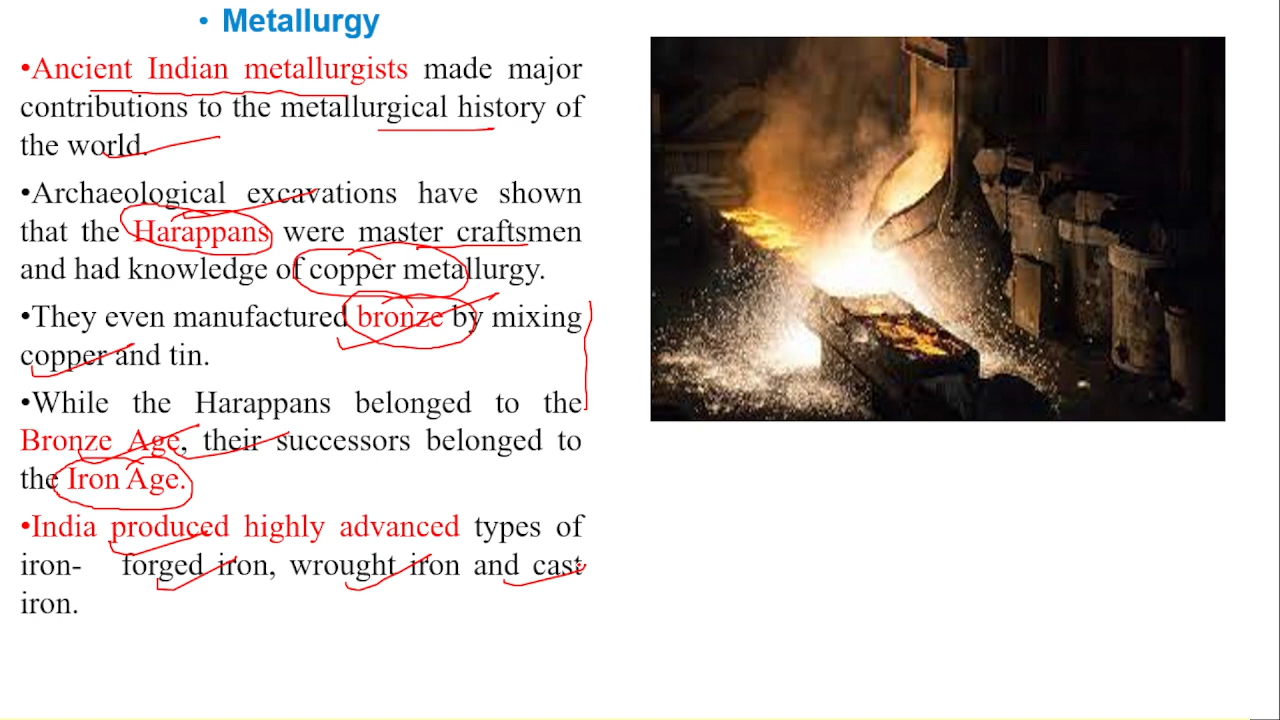 • Metallurgy
•Ancient Indian metallurgists made major
contributions to the metallurgical history of
the world.
•Archaeological excavations have shown
that the Harappans were master craftsmen
and had knowledge of copper metallurgy.
•They even manufactured bronze by mixing
copper and tin.
•While the Harappans belonged to the
Bronze Age, their successors belonged to
the Iron Age.
•India produced highly advanced types of
iron- forged iron, wrought iron and cast
iron.